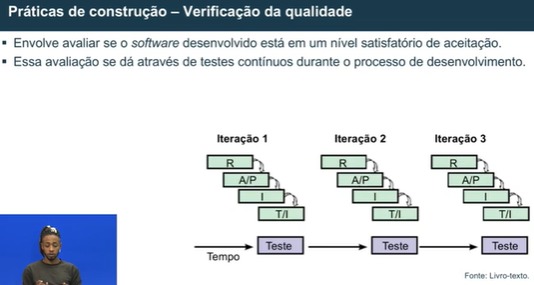 Práticas de construção – Verificação da qualidade
▪ Envolve avaliar se o software desenvolvido está em um nível satisfatório de aceitação.
▪ Essa avaliação se dá através de testes contínuos durante o processo de desenvolvimento.
Iteração 1
R
A/P
I
T/I
Teste
Iteração 2
R
A/P
I
T/I
Teste
Iteração 3
R
A/P
I
T/I
Teste
Tempo
Fonte: Livro-texto.